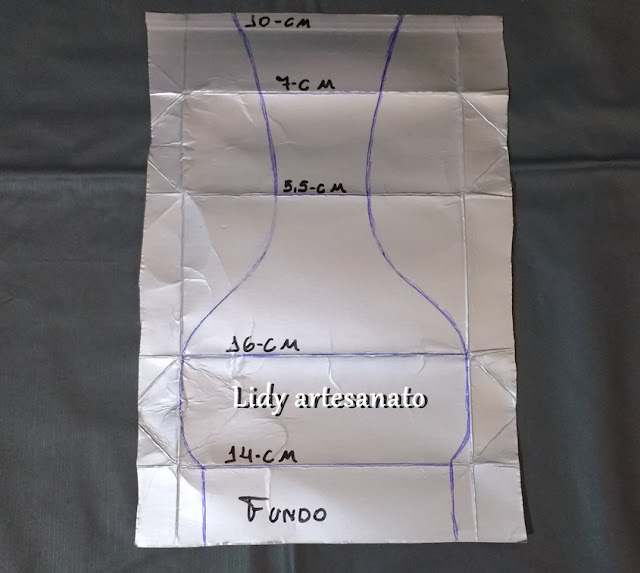 10-CM
7-CM
5,5-CM
16-CM
Lidy artesanato
14-CM
FUNDO